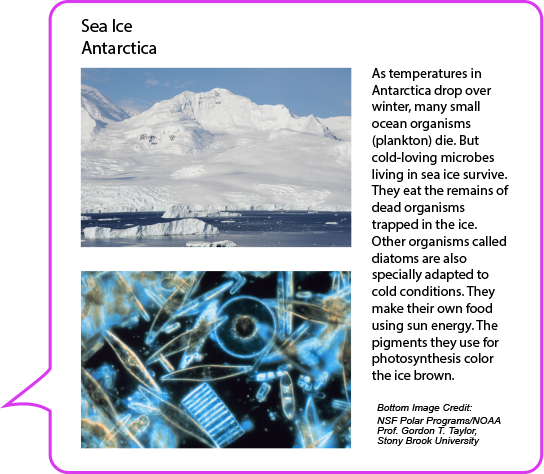 Sea Ice
Antarctica
As temperatures in
Antarctica drop over
winter, many small
ocean organisms
(plankton) die. But
cold-loving microbes
living in sea ice survive.
They eat the remains of
dead organisms
trapped in the ice.
Other organisms called
diatoms are also
specially adapted to
cold conditions. They
make their own food
using sun energy. The
pigments they use for
photosynthesis color
the ice brown.
Bottom Image Credit:
NSF Polar Programs/NOAA
Prof. Gordon T. Taylor,
Stony Brook University